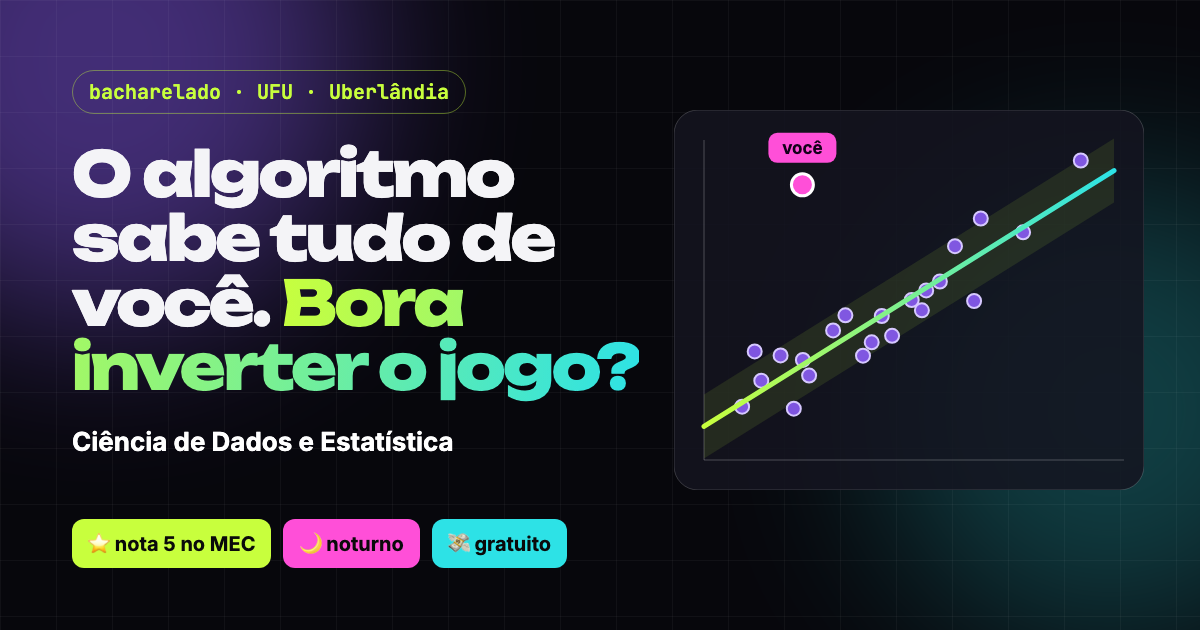 bacharelado · UFU · Uberlândia
O algoritmo
sabe tudo de
você. Bora
inverter o jogo?
Ciência de Dados e Estatística
⭐ nota 5 no MEC
🌙 noturno
💸 gratuito
você